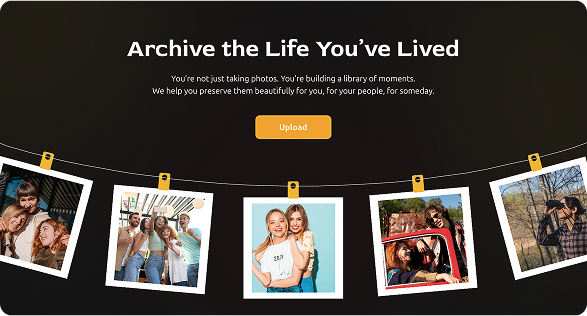 Archive the Life You’ve Lived
You’re not just taking photos. You’re building a library of moments.
We help you preserve them beautifully for you, for your people, for someday.
Upload